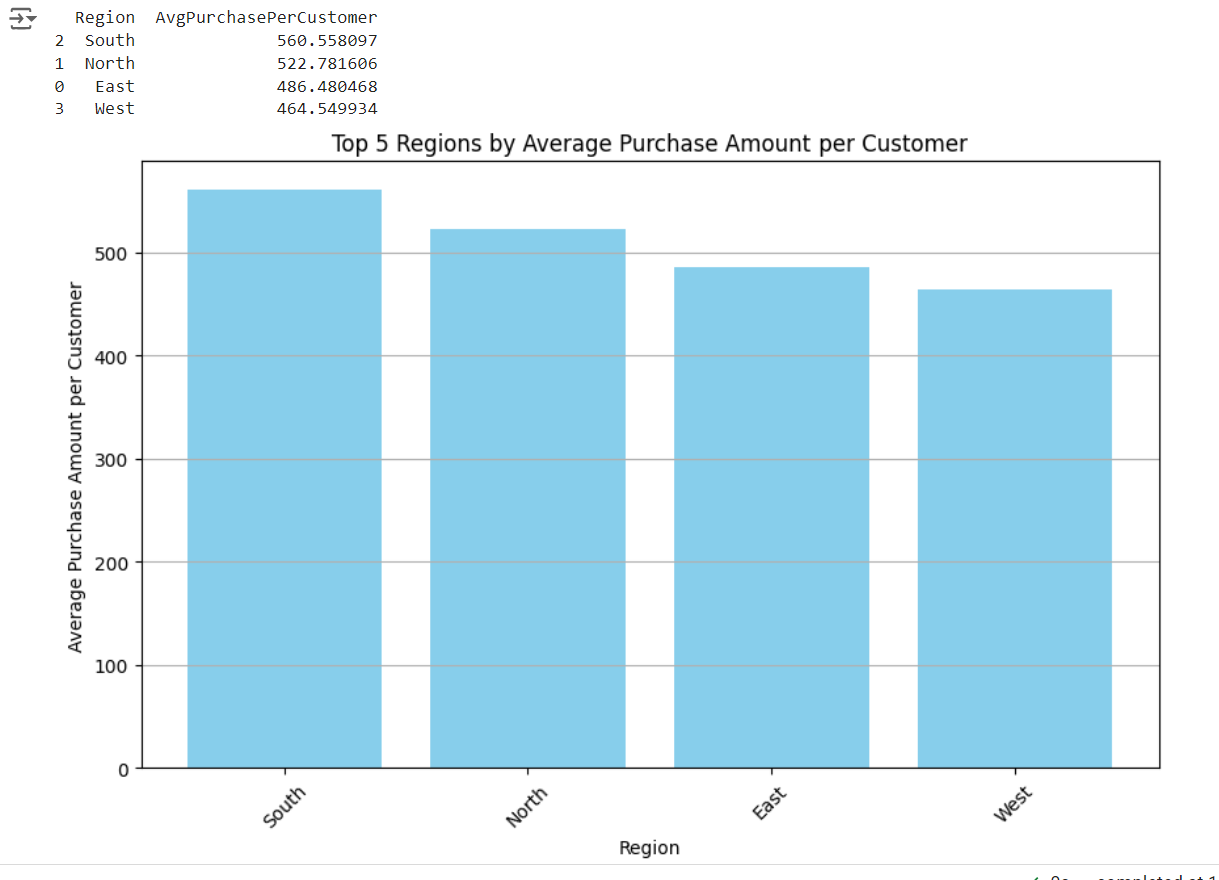 Region AvgPurchasePerCustomer
2 South 560.558097
1 North 522.781606
0 East 486.480468
3 West 464.549934
Top 5 Regions by Average Purchase Amount per Customer
Average Purchase Amount per Customer
500
400
300
200
100
0
South North East West
Region